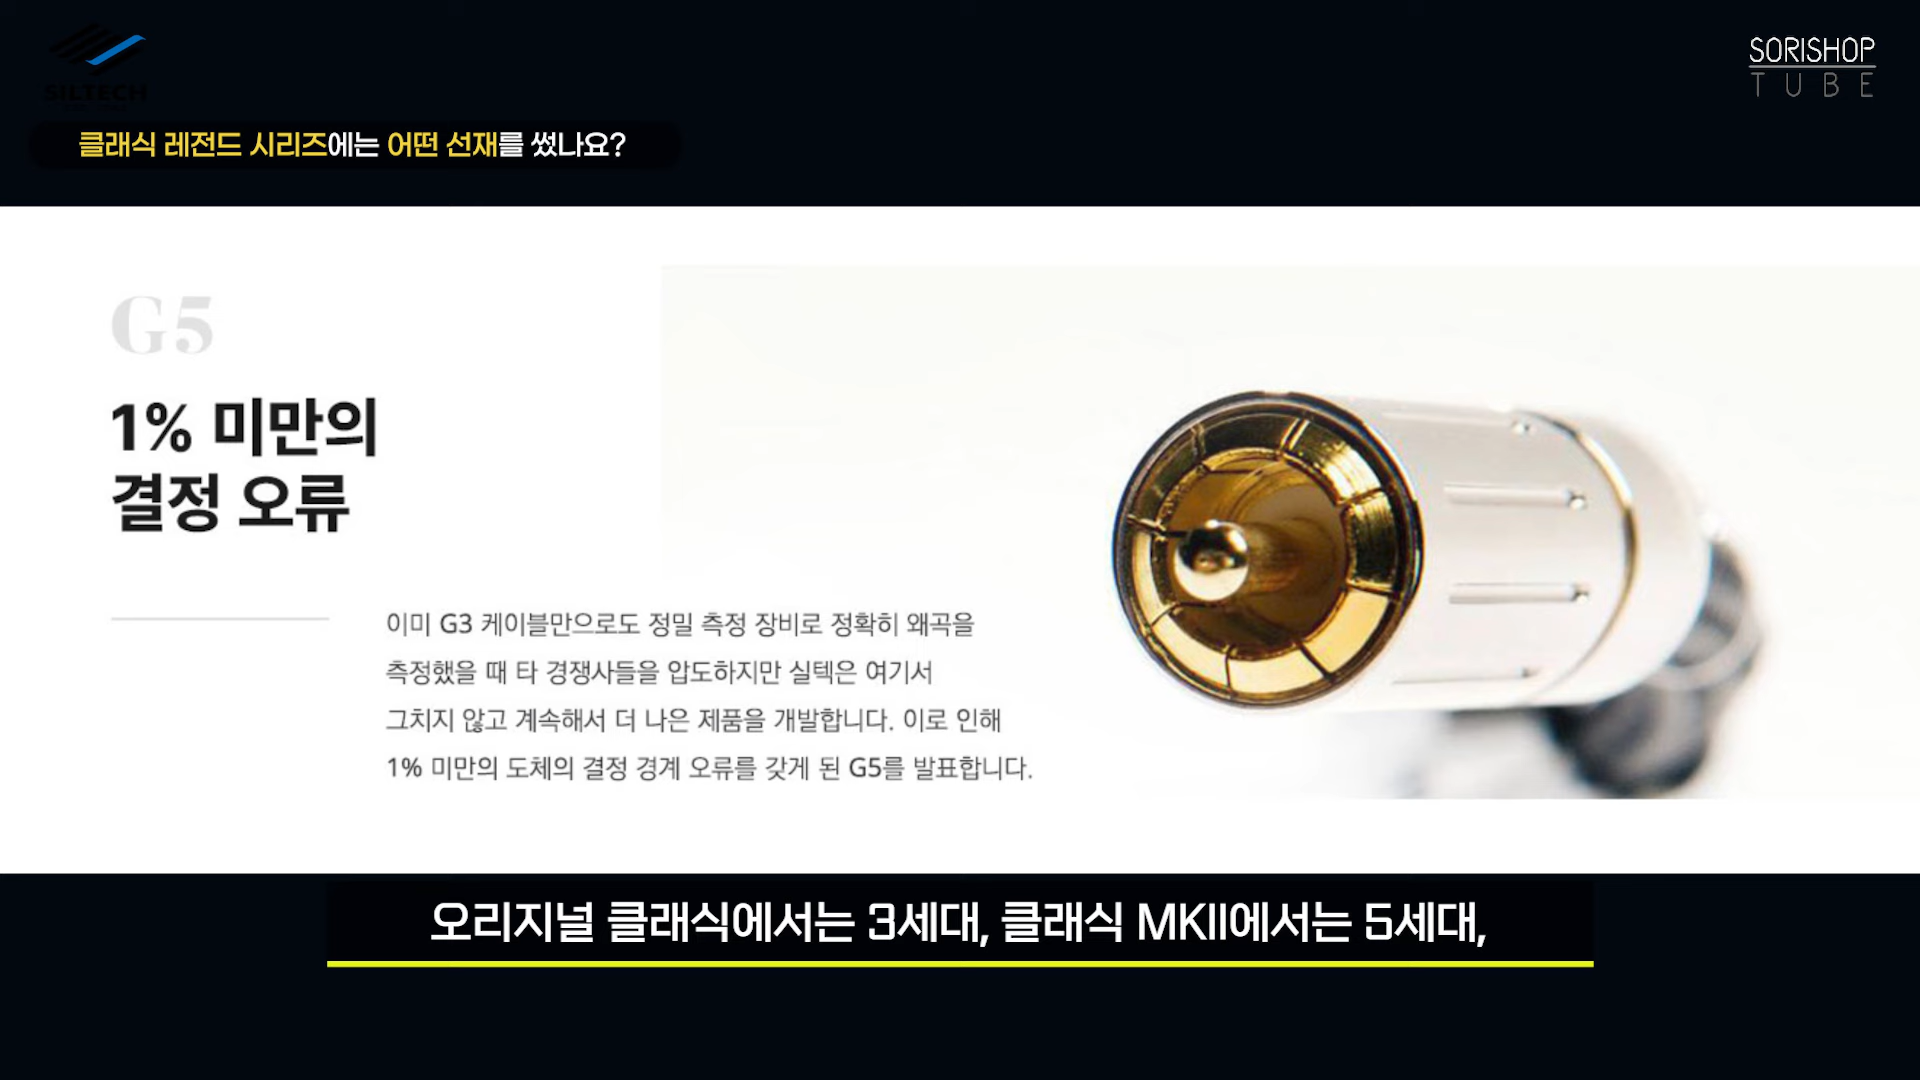 SILTECH
SORISHOP
TUBE
클래식 레전드 시리즈에는 어떤 선재를 썼나요?
G5
1% 미만의
결정 오류
이미 G3 케이블만으로도 정밀 측정 장비로 정확히 왜곡을
측정했을 때 타 경쟁사들을 압도하지만 실텍은 여기서
그치지 않고 계속해서 더 나은 제품을 개발합니다. 이로 인해
1% 미만의 도체의 결정 경계 오류를 갖게 된 G5를 발표합니다.
오리지널 클래식에서는 3세대, 클래식 MKII에서는 5세대,